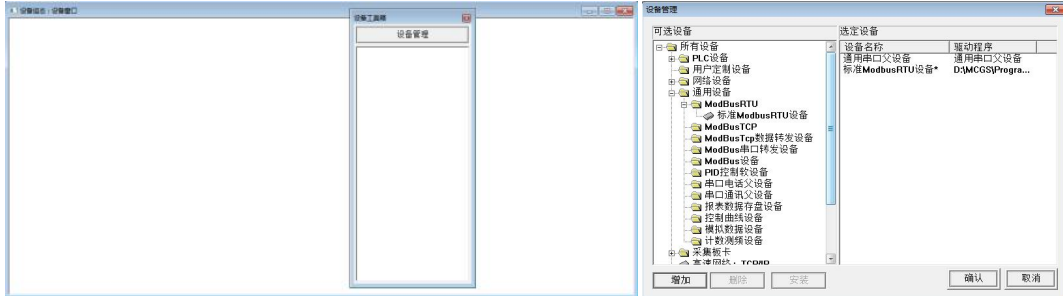 设备组态：设备窗口
设备工具箱
设备管理
设备管理
可选设备
选定设备
所有设备
PLC设备
用户定制设备
网络设备
通用设备
ModBusRTU
标准ModbusRTU设备
ModBusTCP
ModBusTcp数据转发设备
ModBus串口转发设备
ModBus设备
PID控制软设备
串口电话父设备
串口通讯父设备
报表数据存盘设备
控制曲线设备
模拟数据设备
计数测频设备
采集板卡
高速网络：TCP/IP
设备名称 驱动程序
通用串口父设备 通用串口父设备
标准ModbusRTU设备* D:\MCGS\Progra...
增加 删除 安装 确认 取消